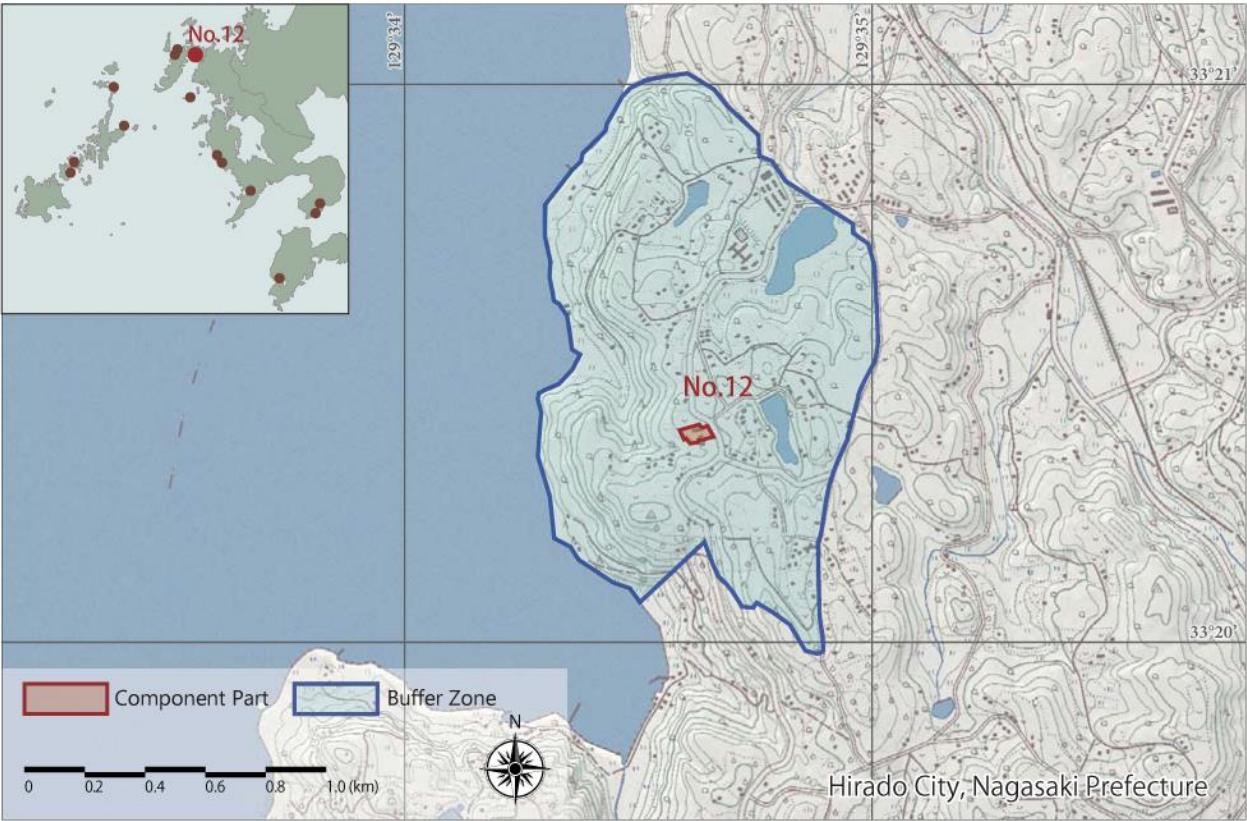 No.12
129°34'
129°35'
33°21'
No.12
33°20'
Component Part
Buffer Zone
N
0 0.2 0.4 0.6 0.8 1.0 (km)
Hirado City, Nagasaki Prefecture